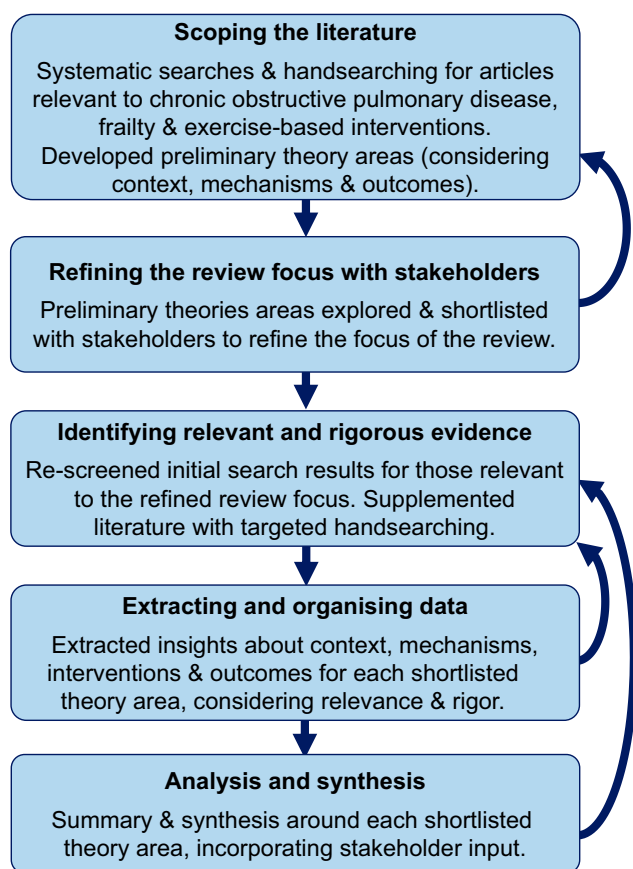 Scoping the literature
Systematic searches & handsearching for articles
relevant to chronic obstructive pulmonary disease,
frailty & exercise-based interventions.
Developed preliminary theory areas (considering
context, mechanisms & outcomes).
Refining the review focus with stakeholders
Preliminary theories areas explored & shortlisted
with stakeholders to refine the focus of the review.
Identifying relevant and rigorous evidence
Re-screened initial search results for those relevant
to the refined review focus. Supplemented
literature with targeted handsearching.
Extracting and organising data
Extracted insights about context, mechanisms,
interventions & outcomes for each shortlisted
theory area, considering relevance & rigor.
Analysis and synthesis
Summary & synthesis around each shortlisted
theory area, incorporating stakeholder input.